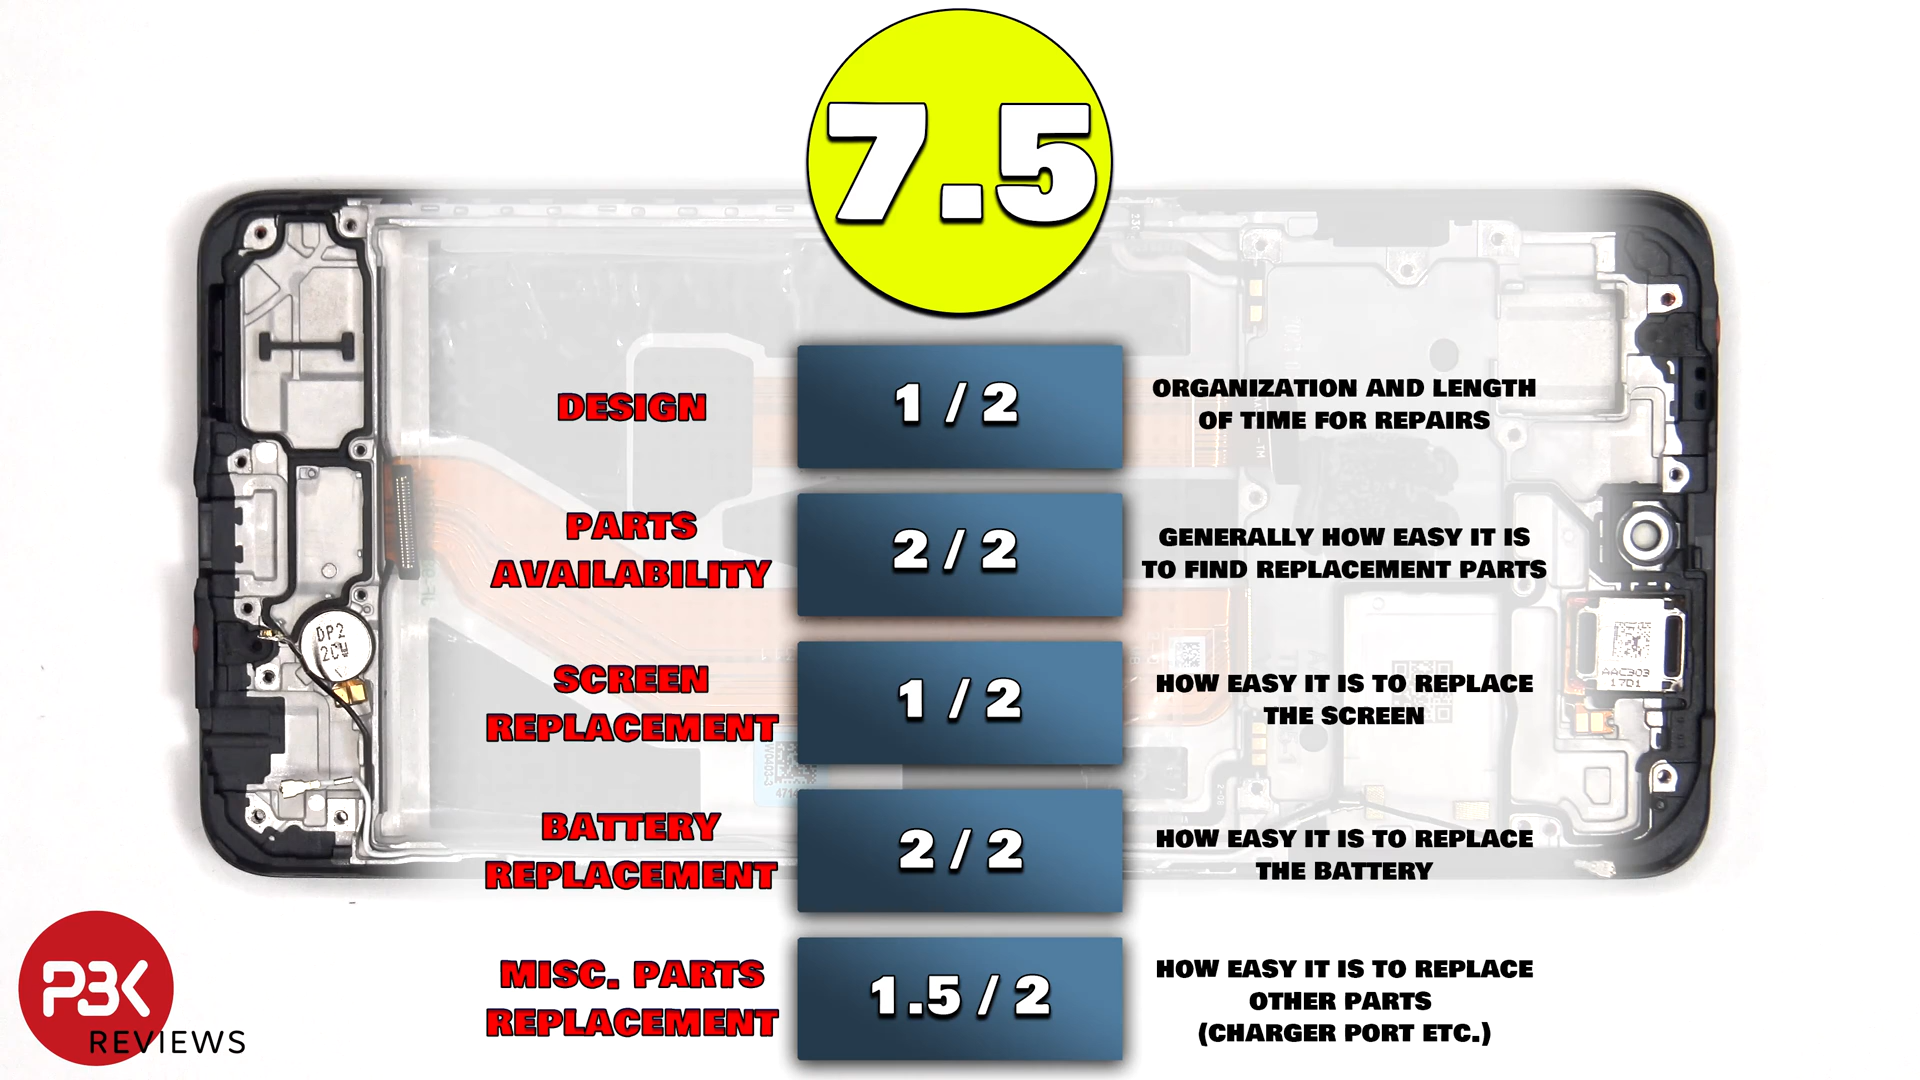 7.5
DESIGN
1 / 2
ORGANIZATION AND LENGTH
OF TIME FOR REPAIRS
PARTS
AVAILABILITY
2 / 2
GENERALLY HOW EASY IT IS
TO FIND REPLACEMENT PARTS
SCREEN
REPLACEMENT
1 / 2
HOW EASY IT IS TO REPLACE
THE SCREEN
BATTERY
REPLACEMENT
2 / 2
HOW EASY IT IS TO REPLACE
THE BATTERY
MISC. PARTS
REPLACEMENT
1.5 / 2
HOW EASY IT IS TO REPLACE
OTHER PARTS
(CHARGER PORT ETC.)
DP2
2CW
AAC303
17D1
PBK
REVIEWS